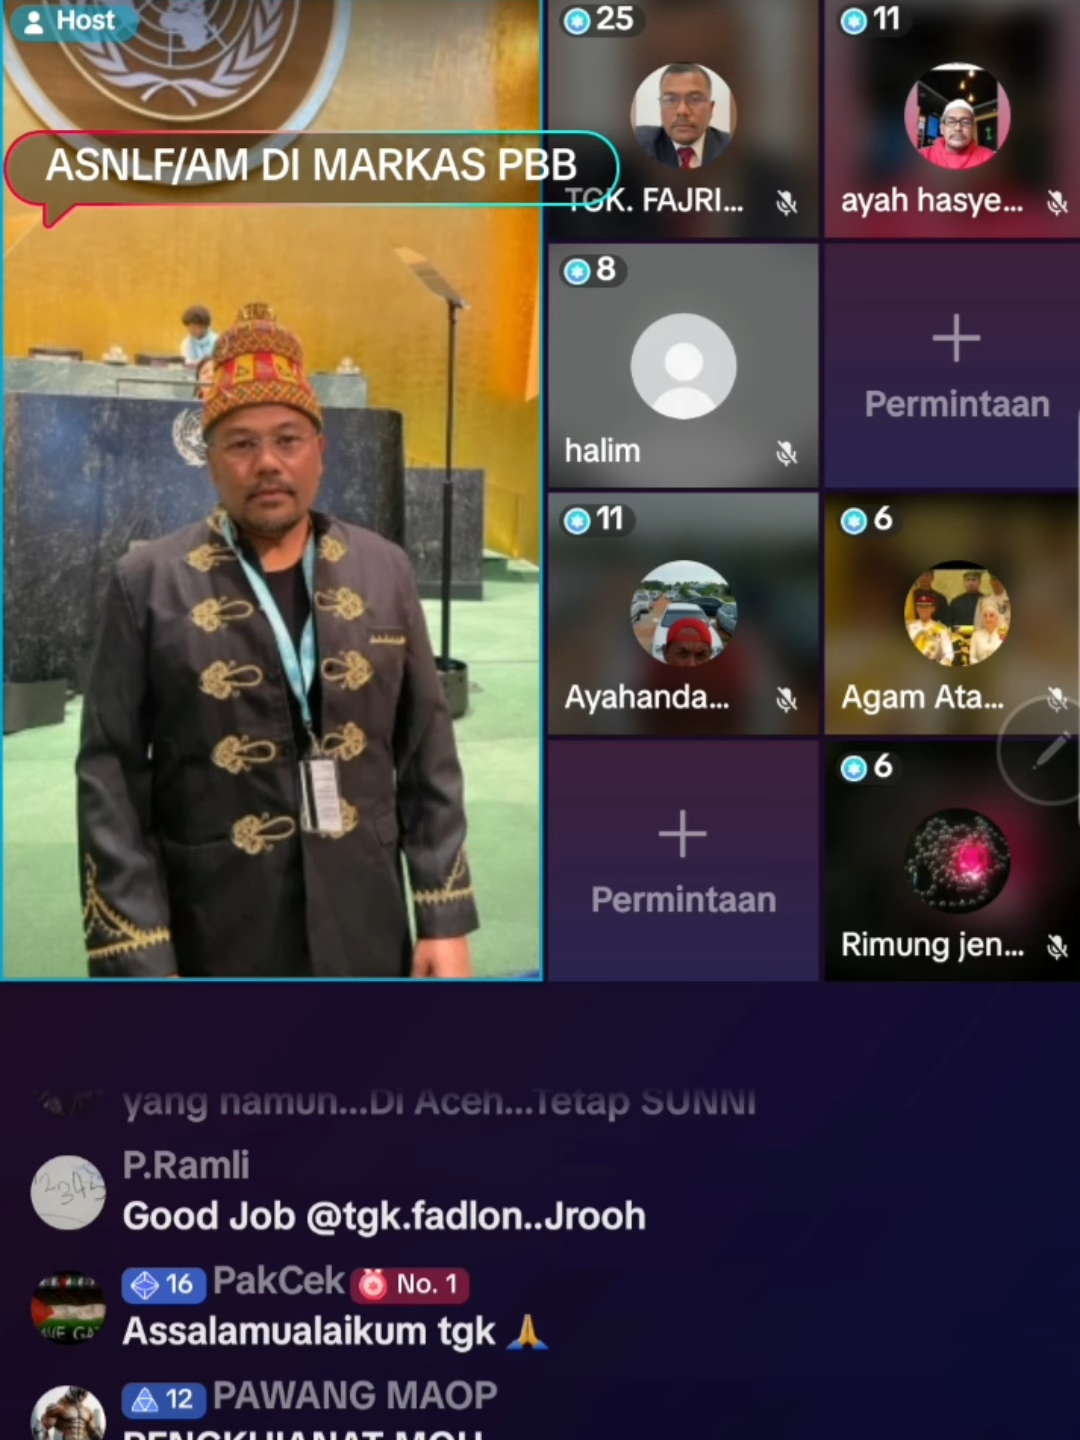 Host
ASNLF/AM DI MARKAS PBB
25
TGK. FAJRI...
11
ayah hasye...
8
halim
Permintaan
11
Ayahanda...
6
Agam Ata...
Permintaan
6
Rimung jen...
yang namun...Di Aceh...Tetap SUNNI
P.Ramli
Good Job @tgk.fadlon..Jrooh
16 PakCek No. 1
Assalamualaikum tgk 🙏
12 PAWANG MAOP
PENGKHIANAT MOU